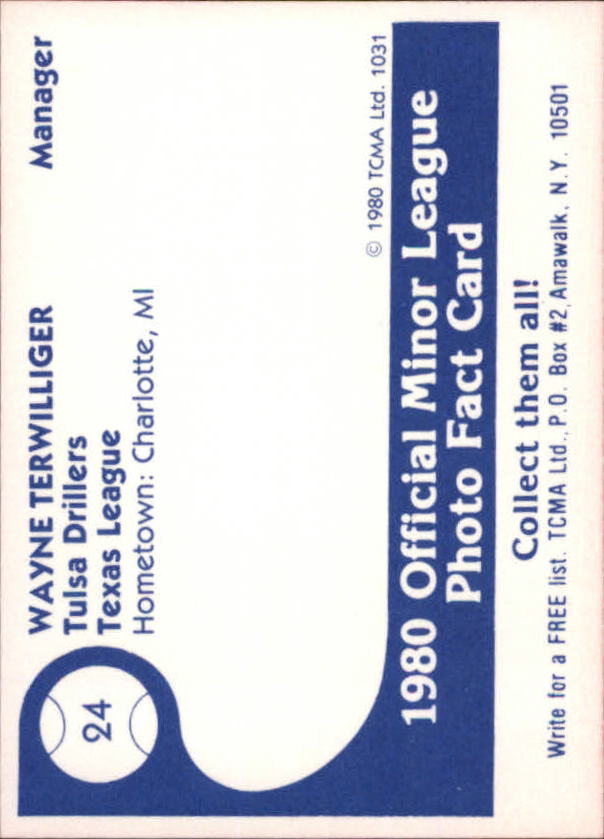 24
WAYNE TERWILLIGER Manager
Tulsa Drillers
Texas League
Hometown: Charlotte, MI
© 1980 TCMA Ltd. 1031
1980 Official Minor League
Photo Fact Card
Collect them all!
Write for a FREE list. TCMA Ltd., P.O. Box #2, Amawalk, N.Y. 10501